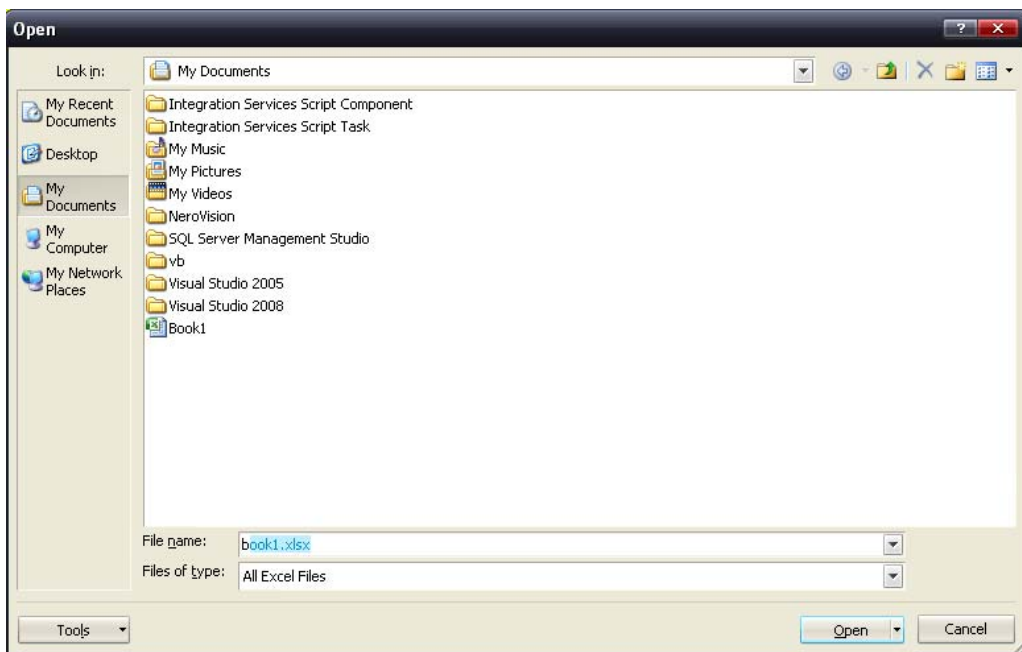 Open
?
X
Look in:
My Documents
My Recent
Documents
Desktop
My
Documents
My
Computer
My Network
Places
Integration Services Script Component
Integration Services Script Task
My Music
My Pictures
My Videos
NeroVision
SQL Server Management Studio
vb
Visual Studio 2005
Visual Studio 2008
Book1
File name:
book1.xlsx
Files of type:
All Excel Files
Tools
Open
Cancel